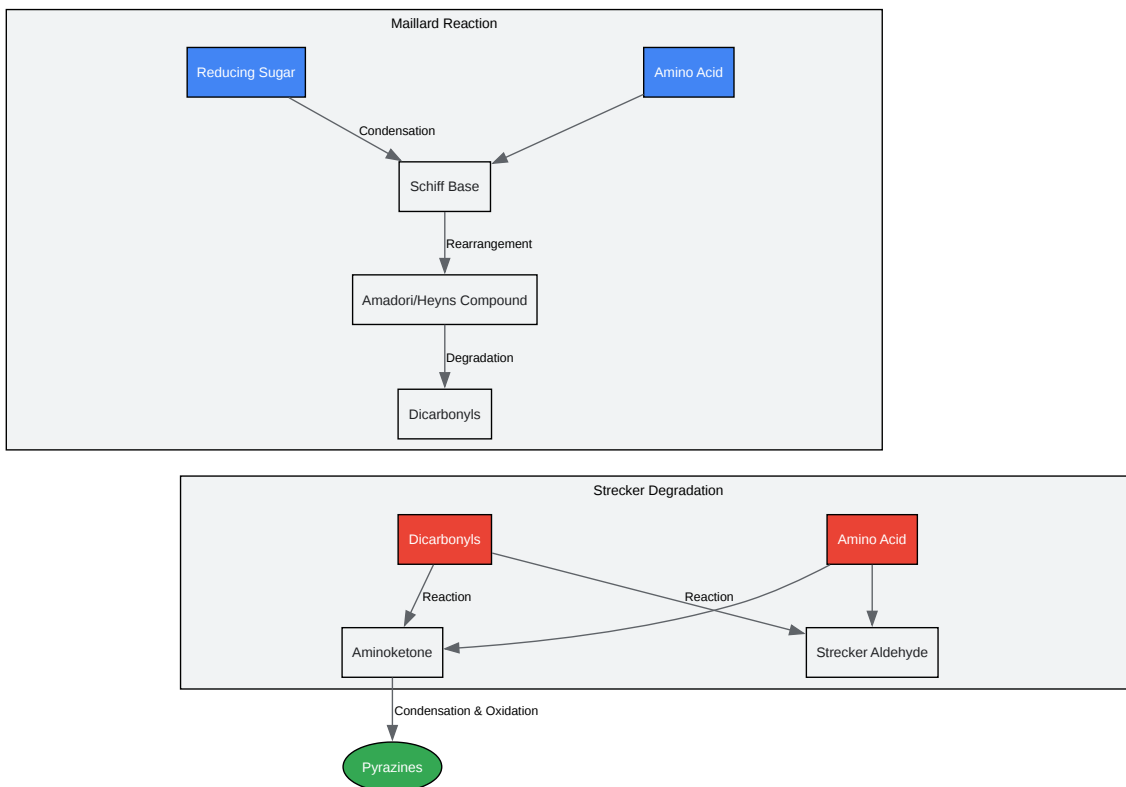 Maillard Reaction
Reducing Sugar
Amino Acid
Condensation
Schiff Base
Rearrangement
Amadori/Heyns Compound
Degradation
Dicarbonyls
Strecker Degradation
Dicarbonyls
Amino Acid
Reaction
Reaction
Aminoketone
Strecker Aldehyde
Condensation & Oxidation
Pyrazines